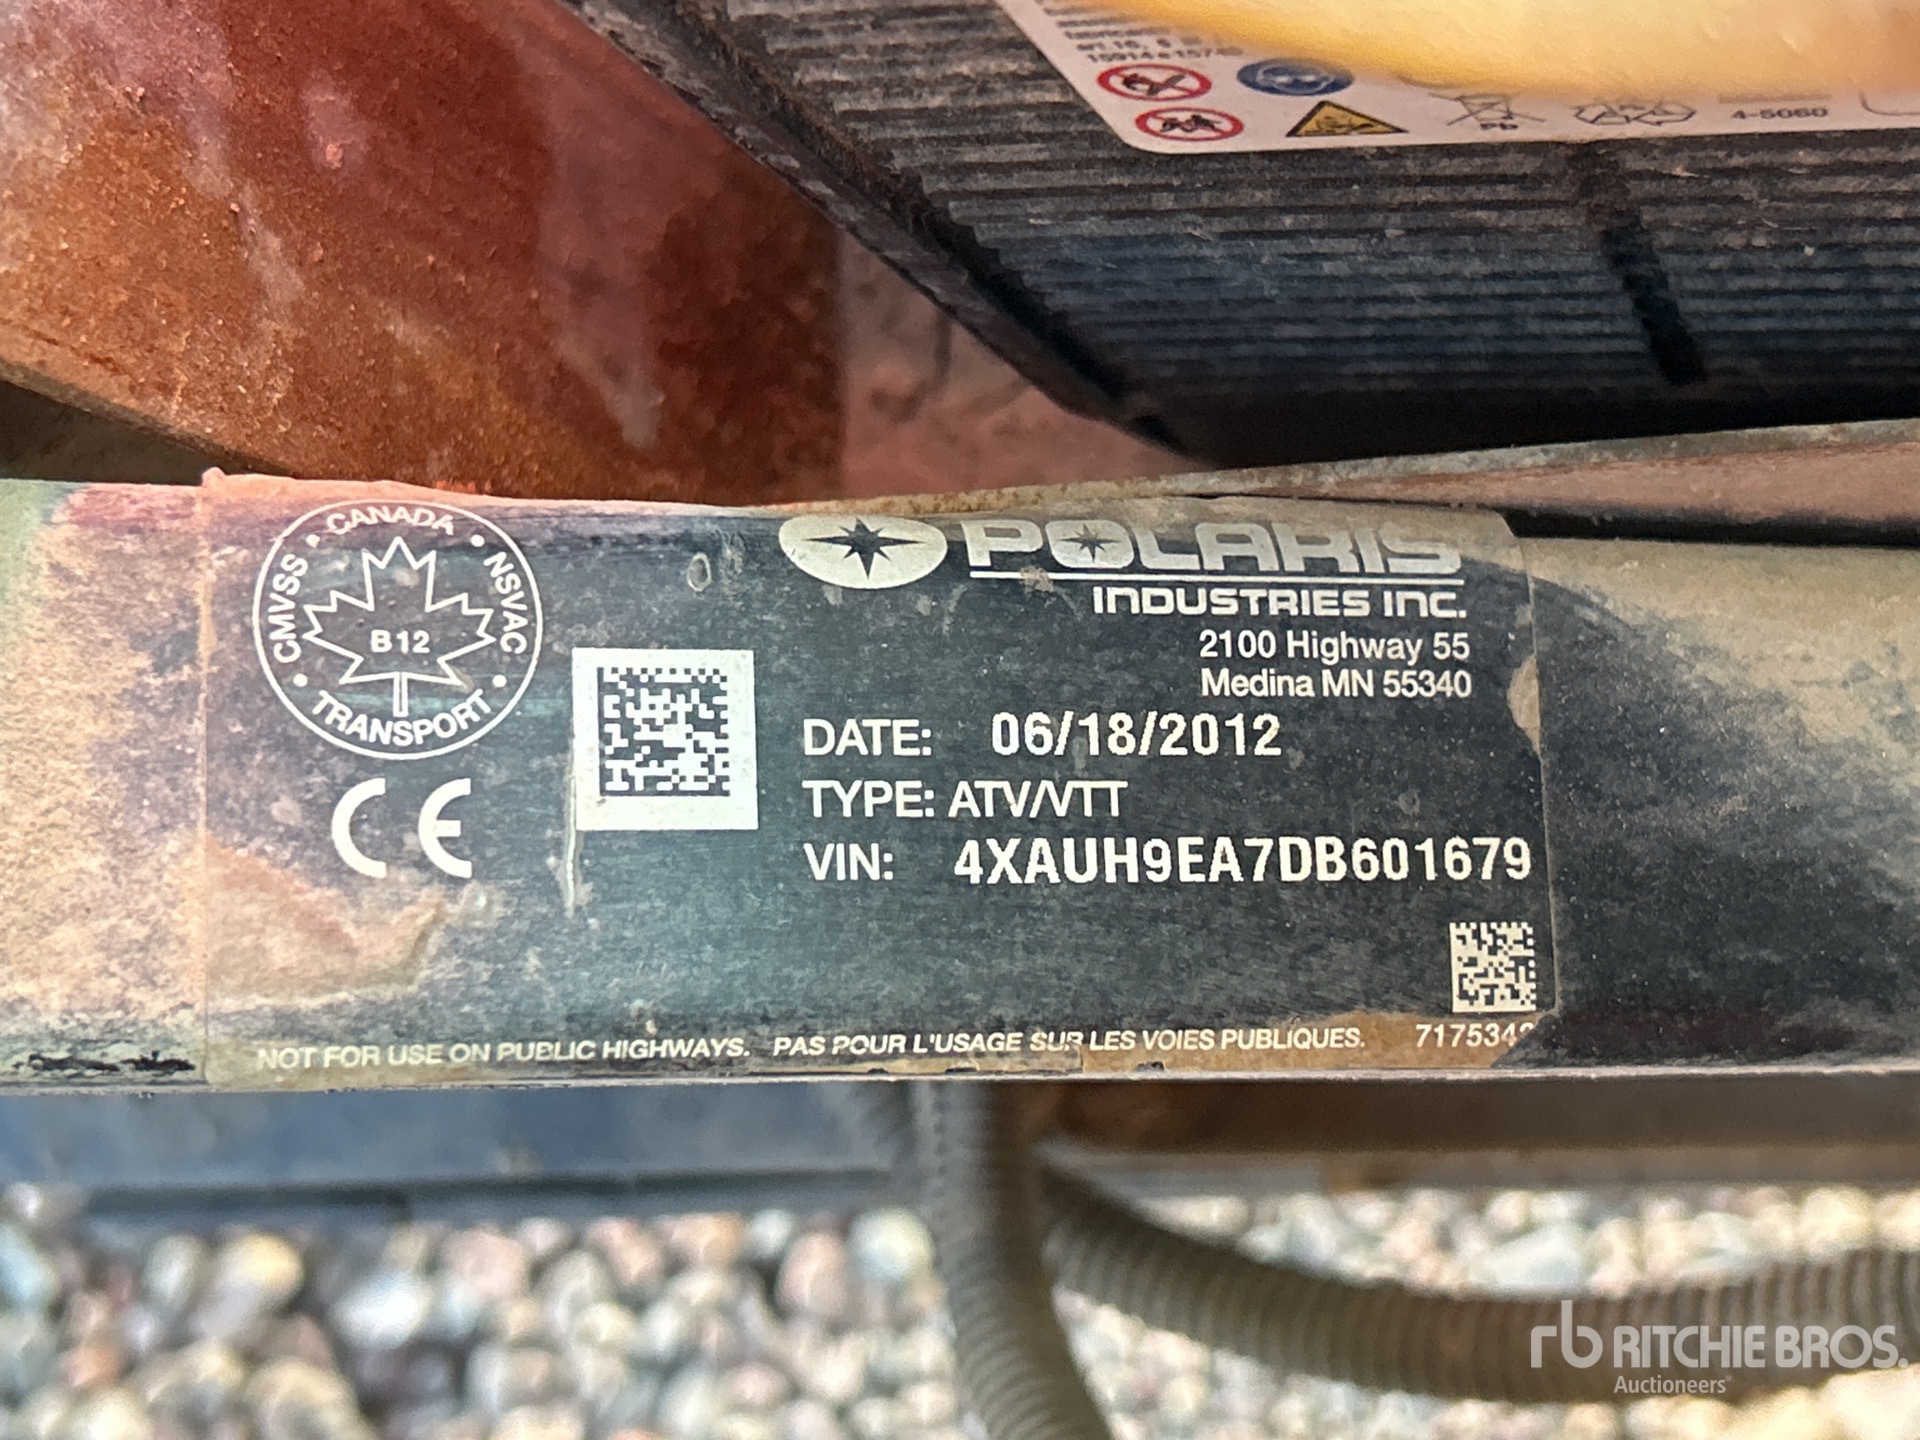 4-5060
Pb
CANADA
CMVSS • NSVAC
B12
• TRANSPORT •
CE
POLARIS
INDUSTRIES INC.
2100 Highway 55
Medina MN 55340
DATE: 06/18/2012
TYPE: ATV/VTT
VIN: 4XAUH9EA7DB601679
NOT FOR USE ON PUBLIC HIGHWAYS. PAS POUR L'USAGE SUR LES VOIES PUBLIQUES.
rb RITCHIE BROS.
Auctioneers